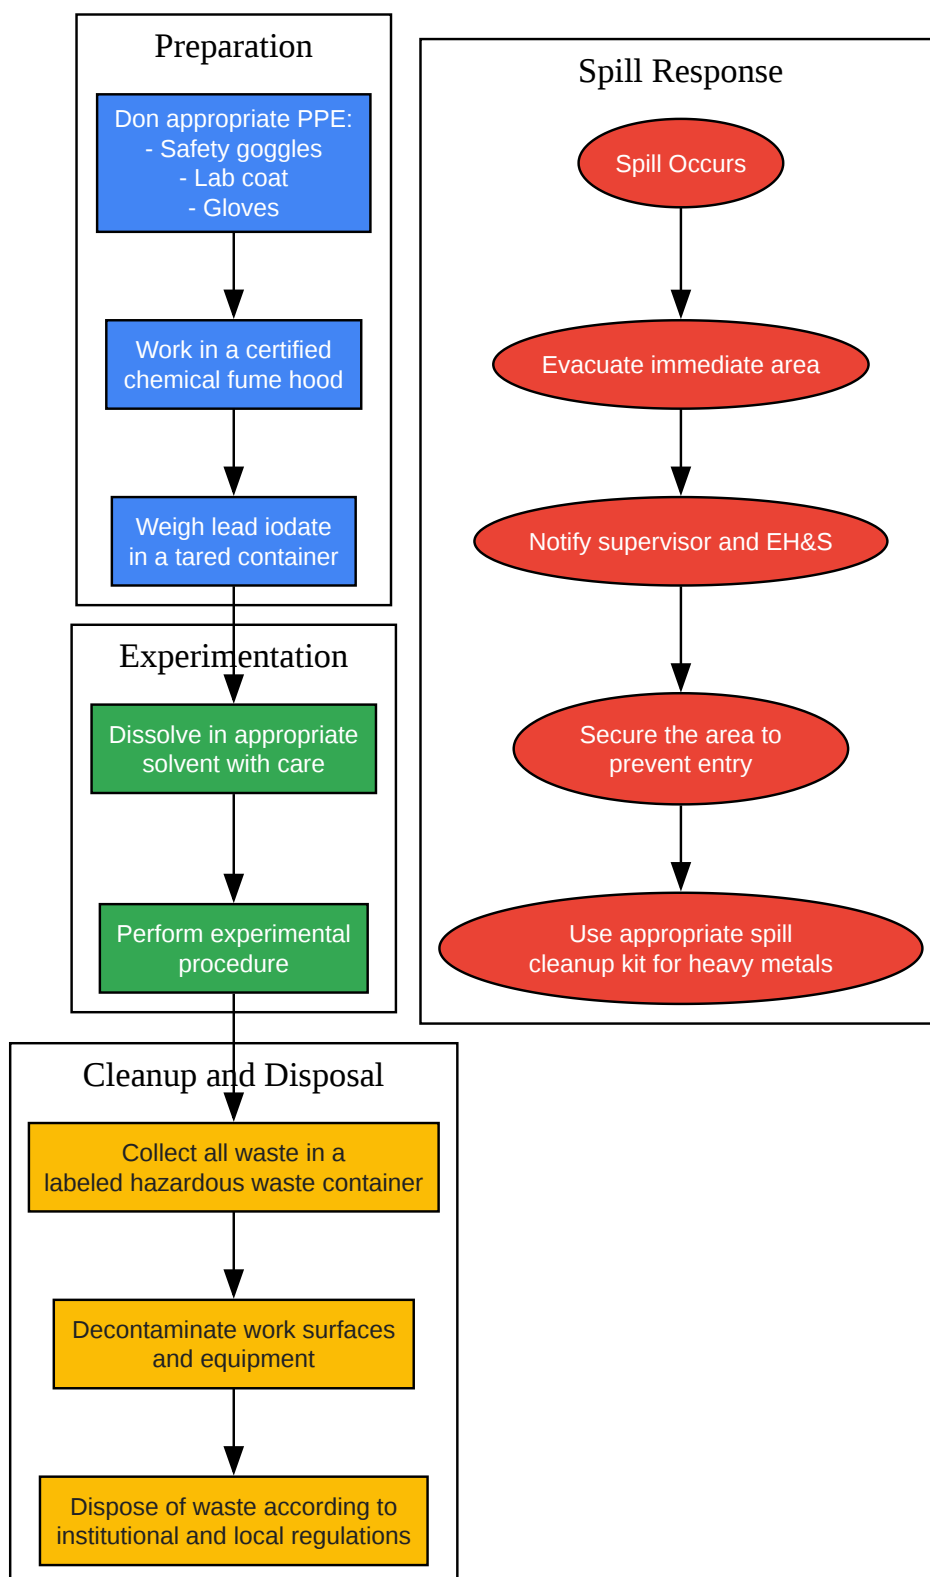 Preparation
Don appropriate PPE:
- Safety goggles
- Lab coat
- Gloves
Work in a certified
chemical fume hood
Weigh lead iodate
in a tared container
Experimentation
Dissolve in appropriate
solvent with care
Perform experimental
procedure
Cleanup and Disposal
Collect all waste in a
labeled hazardous waste container
Decontaminate work surfaces
and equipment
Dispose of waste according to
institutional and local regulations
Spill Response
Spill Occurs
Evacuate immediate area
Notify supervisor and EH&S
Secure the area to
prevent entry
Use appropriate spill
cleanup kit for heavy metals